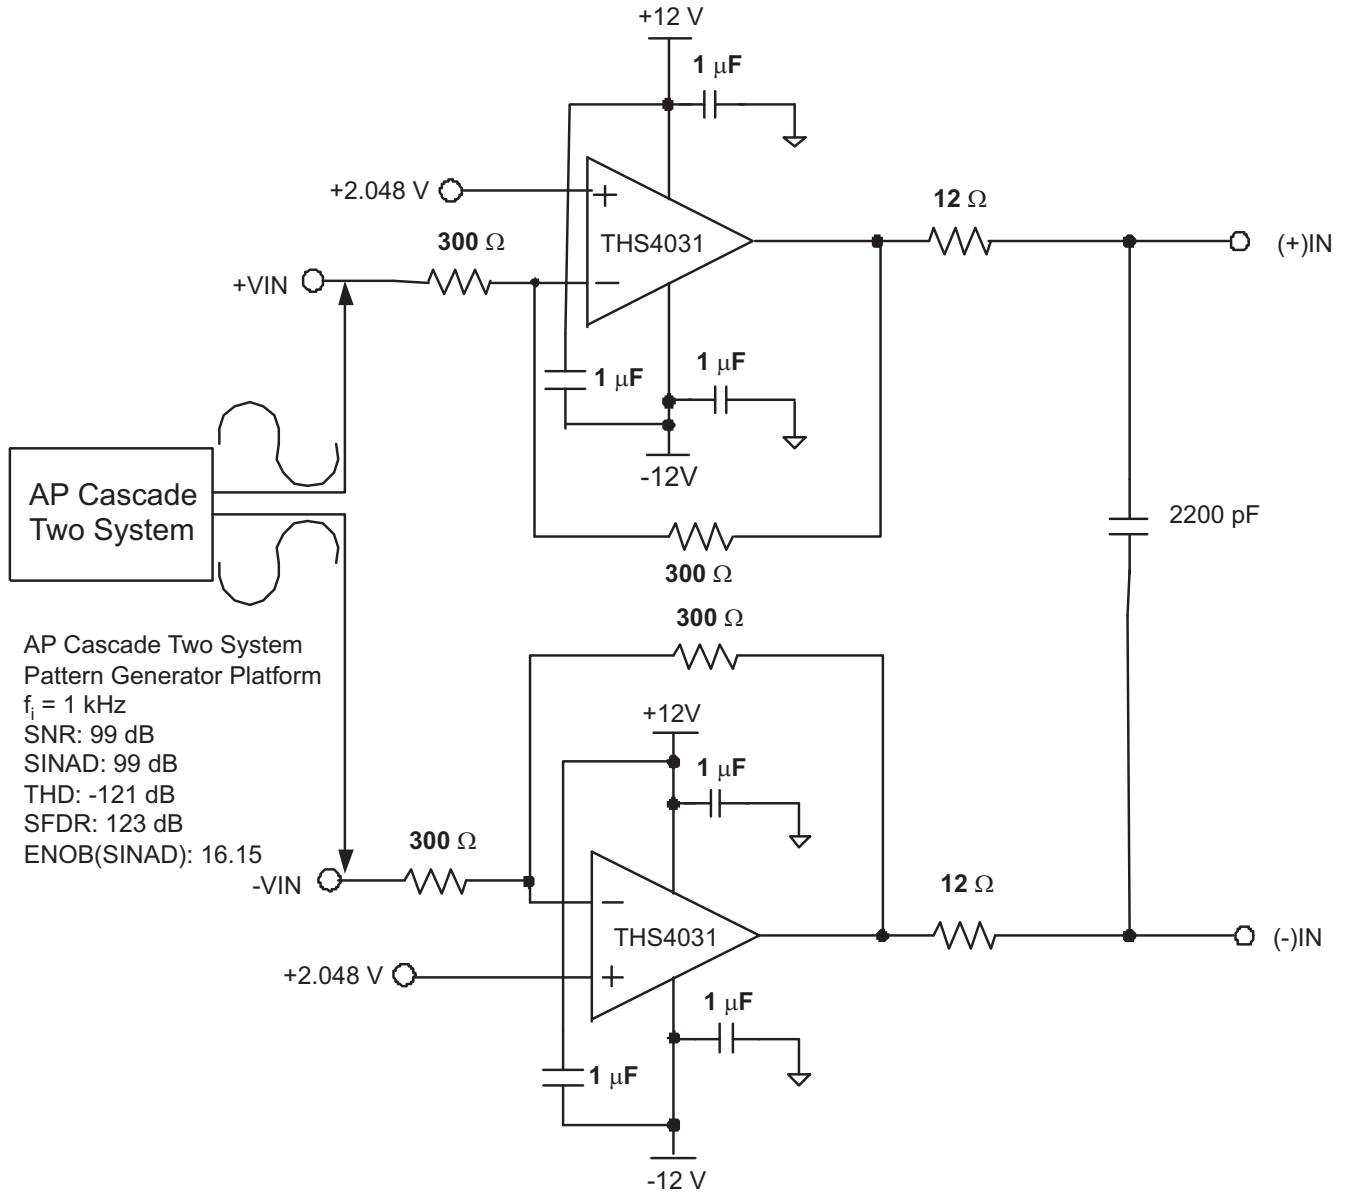 +12 V
1 μF
+2.048 V
12 Ω
300 Ω
THS4031
(+)IN
+VIN
1 μF
1 μF
-12V
AP Cascade
Two System
2200 pF
300 Ω
300 Ω
AP Cascade Two System
Pattern Generator Platform
fi = 1 kHz
SNR: 99 dB
SINAD: 99 dB
THD: -121 dB
SFDR: 123 dB
ENOB(SINAD): 16.15
+12V
1 μF
300 Ω
-VIN
12 Ω
THS4031
(-)IN
+2.048 V
1 μF
1 μF
-12 V